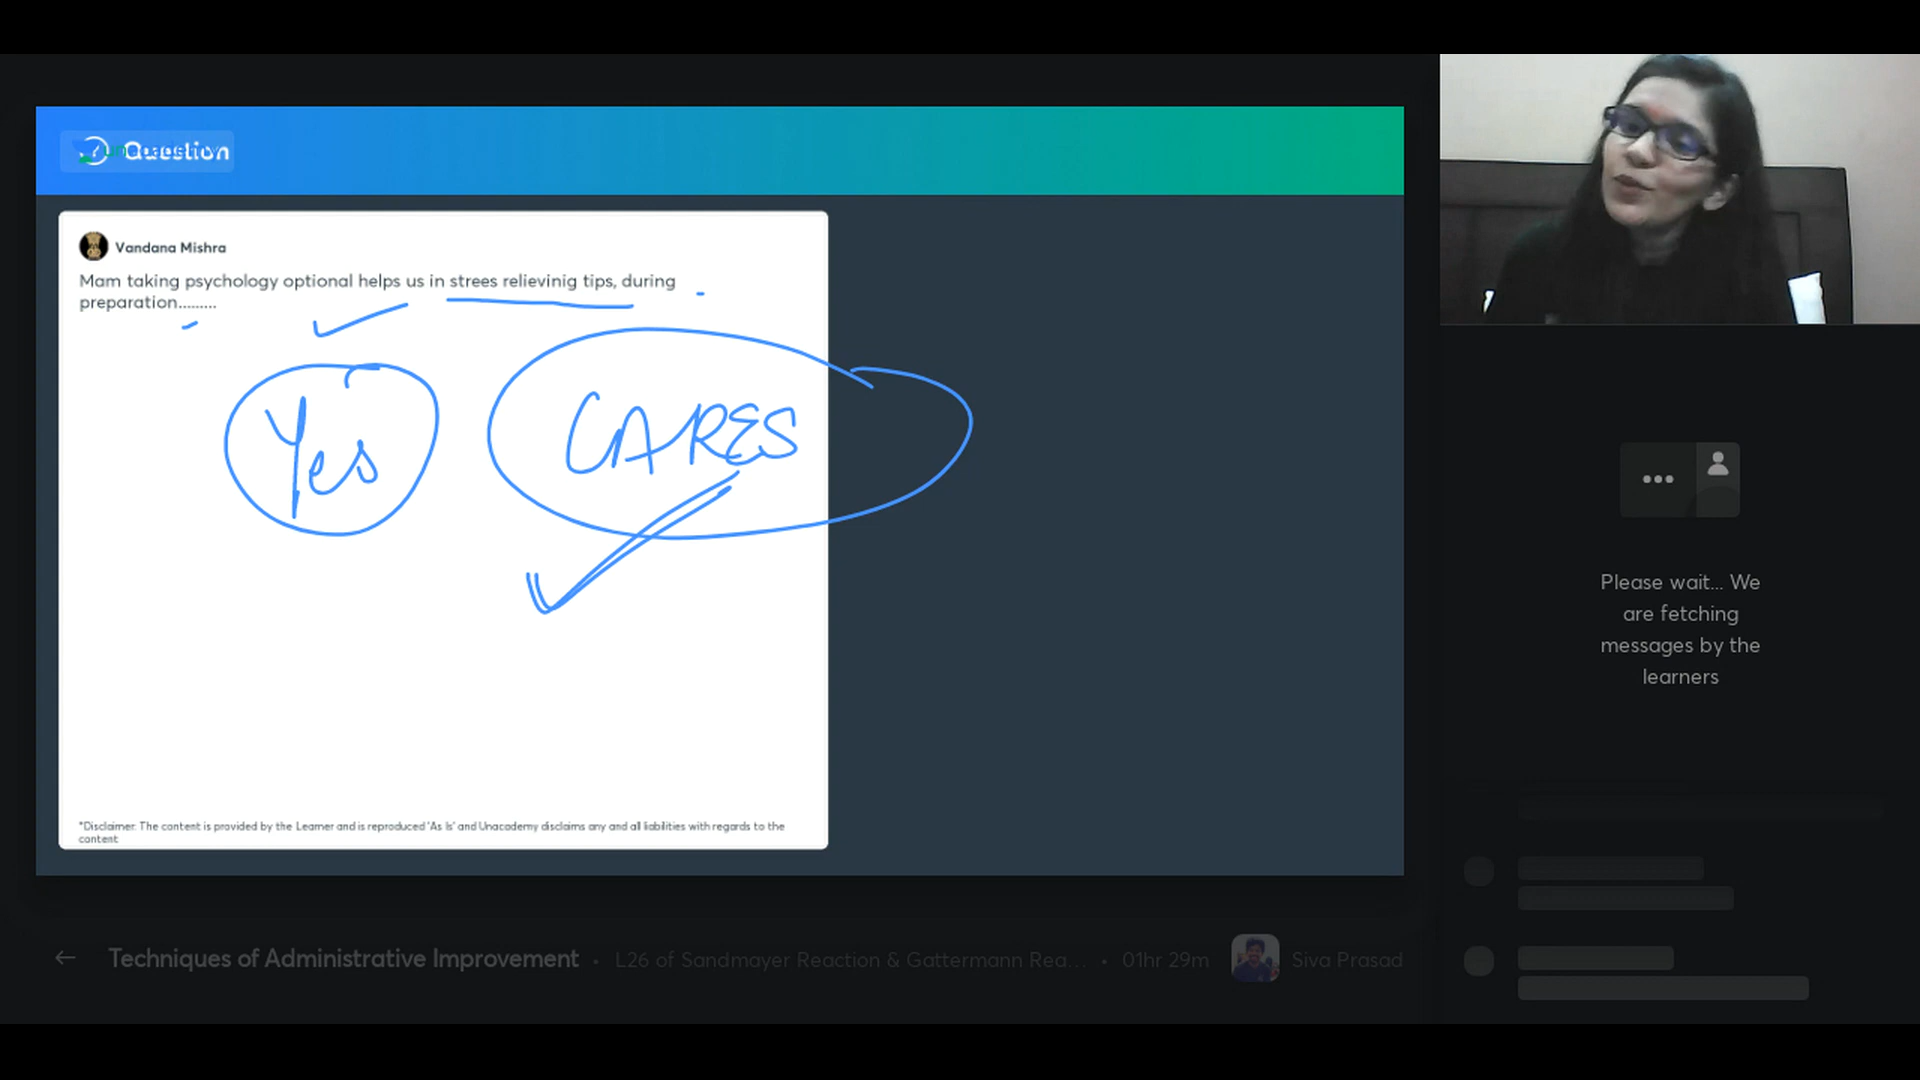 Question
Vandana Mishra
Mam taking psychology optional helps us in strees relievinig tips, during
preparation.........
Yes
CARES
*Disclaimer: The content is provided by the Learner and is reproduced 'As Is' and Unacademy disclaims any and all liabilities with regards to the
content
Please wait... We
are fetching
messages by the
learners
Techniques of Administrative Improvement • L26 of Sandmayer Reaction & Gattermann Rea... • 01hr 29m Siva Prasad